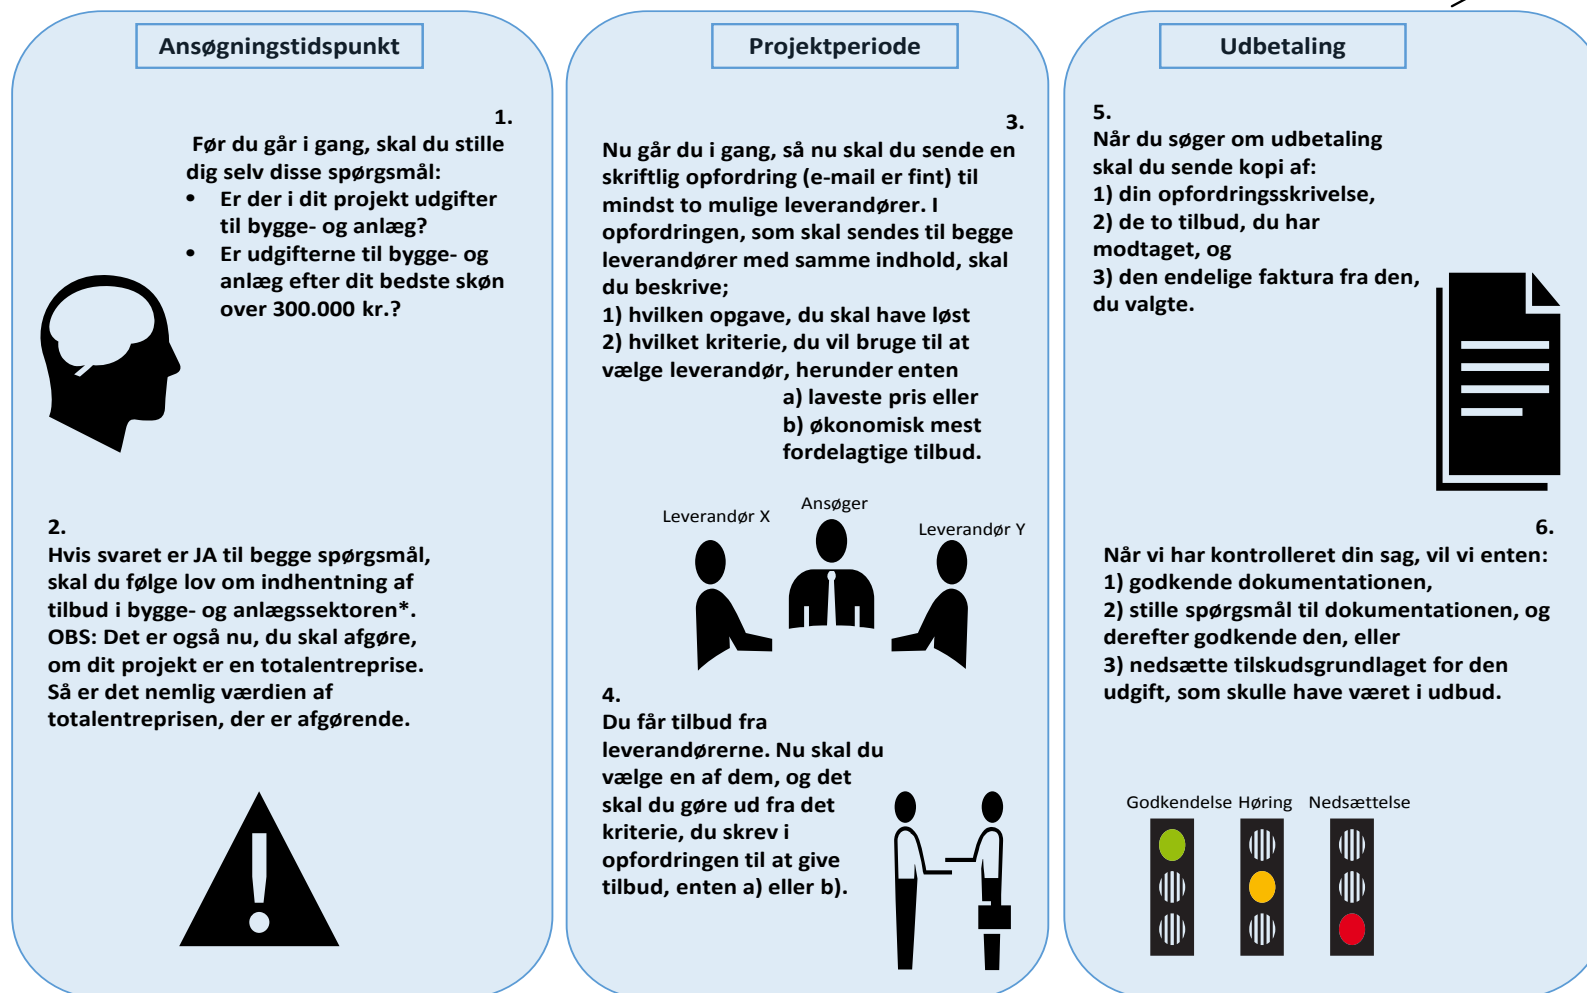 Ansøgningstidspunkt
1.
Før du går i gang, skal du stille
dig selv disse spørgsmål:
• Er der i dit projekt udgifter
til bygge- og anlæg?
• Er udgifterne til bygge- og
anlæg efter dit bedste skøn
over 300.000 kr.?
2.
Hvis svaret er JA til begge spørgsmål,
skal du følge lov om indhentning af
tilbud i bygge- og anlægssektoren*.
OBS: Det er også nu, du skal afgøre,
om dit projekt er en totalentreprise.
Så er det nemlig værdien af
totalentreprisen, der er afgørende.
Projektperiode
3.
Nu går du i gang, så nu skal du sende en
skriftlig opfordring (e-mail er fint) til
mindst to mulige leverandører. I
opfordringen, som skal sendes til begge
leverandører med samme indhold, skal
du beskrive;
1) hvilken opgave, du skal have løst
2) hvilket kriterie, du vil bruge til at
vælge leverandør, herunder enten
a) laveste pris eller
b) økonomisk mest
fordelagtige tilbud.
Leverandør X
Ansøger
Leverandør Y
4.
Du får tilbud fra
leverandørerne. Nu skal du
vælge en af dem, og det
skal du gøre ud fra det
kriterie, du skrev i
opfordringen til at give
tilbud, enten a) eller b).
Udbetaling
5.
Når du søger om udbetaling
skal du sende kopi af:
1) din opfordringsskrivelse,
2) de to tilbud, du har
modtaget, og
3) den endelige faktura fra den,
du valgte.
6.
Når vi har kontrolleret din sag, vil vi enten:
1) godkende dokumentationen,
2) stille spørgsmål til dokumentationen, og
derefter godkende den, eller
3) nedsætte tilskudsgrundlaget for den
udgift, som skulle have været i udbud.
Godkendelse Høring Nedsættelse